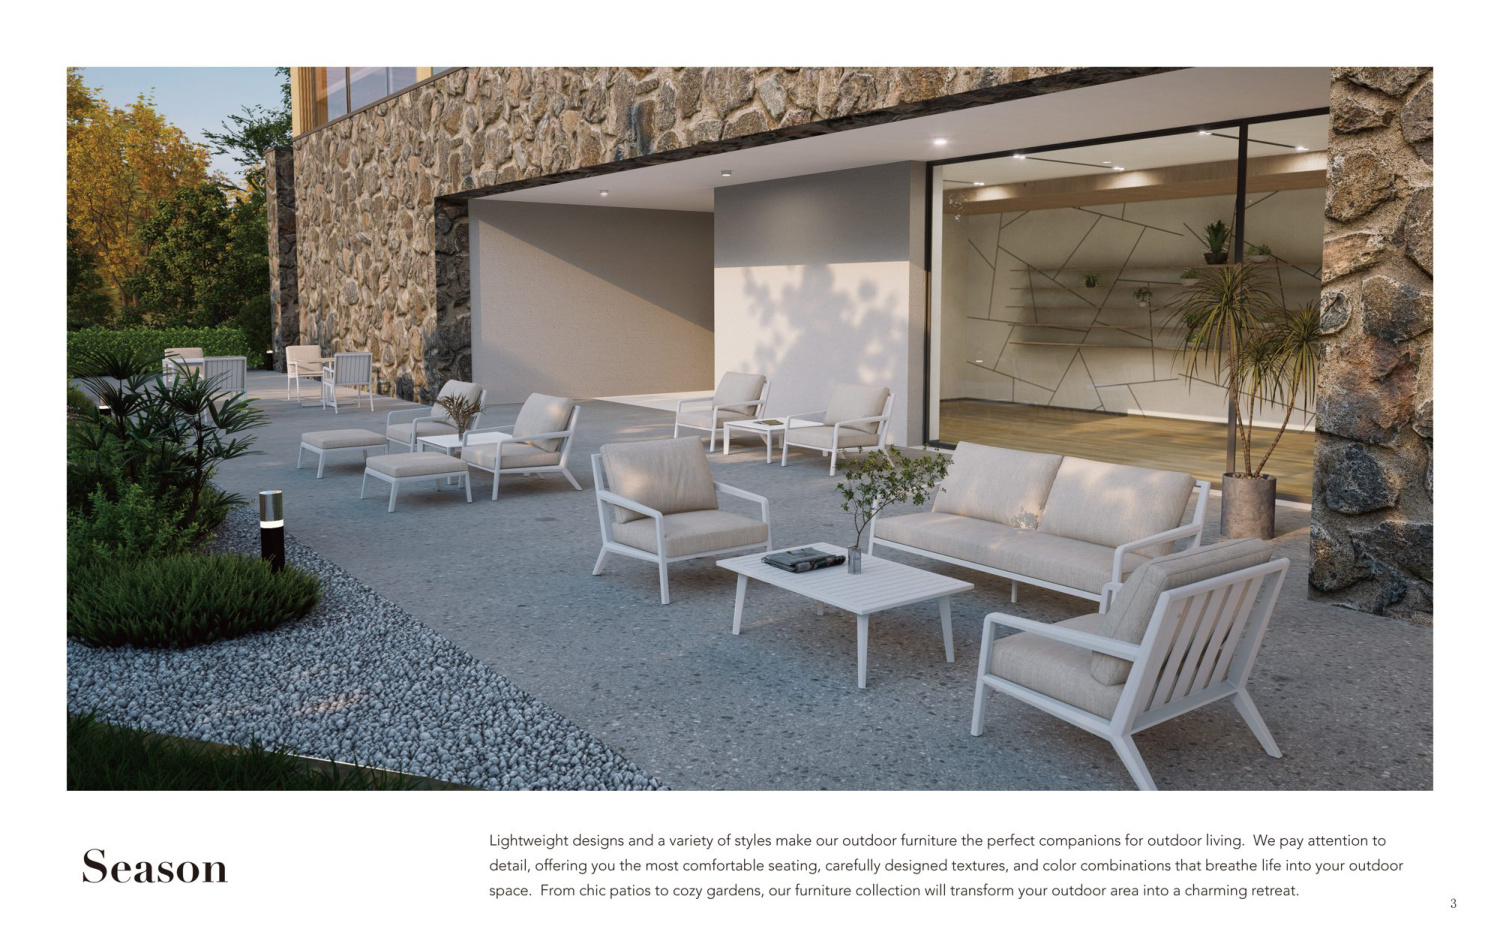 Season
Lightweight designs and a variety of styles make our outdoor furniture the perfect companions for outdoor living.  We pay attention to
detail, offering you the most comfortable seating, carefully designed textures, and color combinations that breathe life into your outdoor
space.  From chic patios to cozy gardens, our furniture collection will transform your outdoor area into a charming retreat.
3